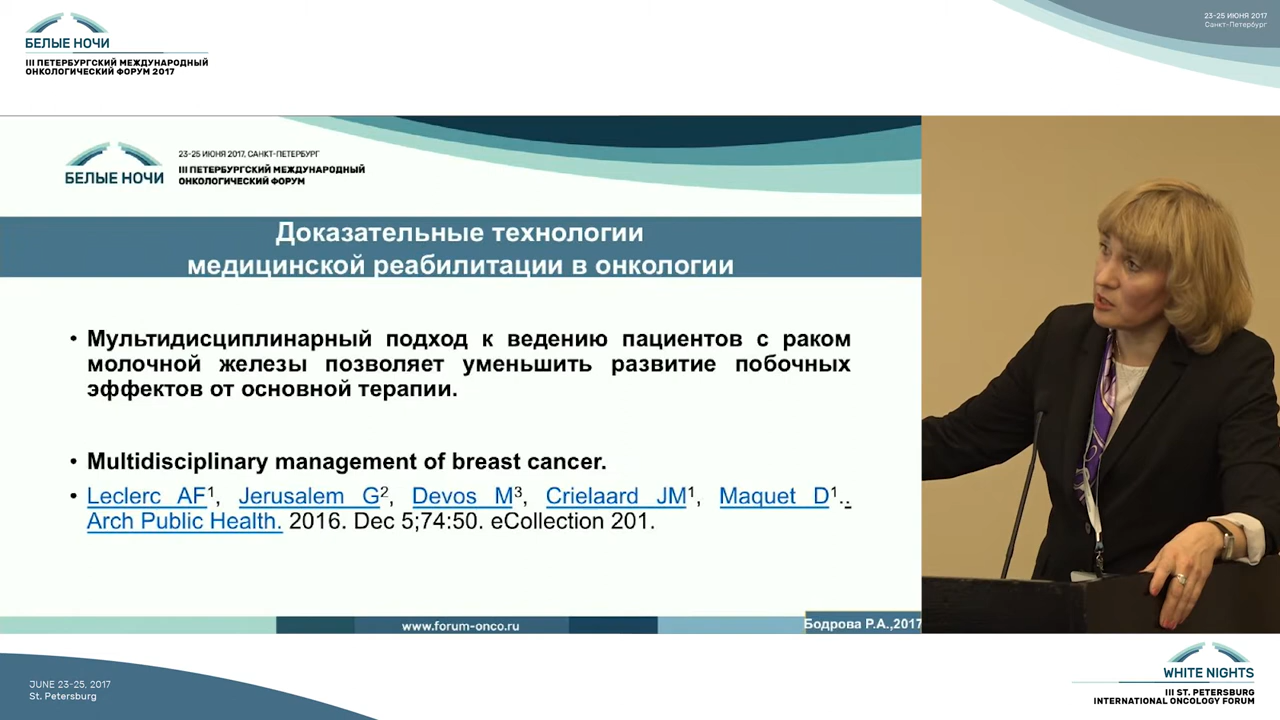 БЕЛЫЕ НОЧИ
III ПЕТЕРБУРГСКИЙ МЕЖДУНАРОДНЫЙ
ОНКОЛОГИЧЕСКИЙ ФОРУМ 2017
23-25 ИЮНЯ 2017
Санкт-Петербург
БЕЛЫЕ НОЧИ
23-25 ИЮНЯ 2017, САНКТ-ПЕТЕРБУРГ
III ПЕТЕРБУРГСКИЙ МЕЖДУНАРОДНЫЙ
ОНКОЛОГИЧЕСКИЙ ФОРУМ
Доказательные технологии
медицинской реабилитации в онкологии
• Мультидисциплинарный подход к ведению пациентов с раком
молочной железы позволяет уменьшить развитие побочных
эффектов от основной терапии.
• Multidisciplinary management of breast cancer.
• Leclerc AF¹, Jerusalem G², Devos M³, Crielaard JM¹, Maquet D¹..
Arch Public Health. 2016. Dec 5;74:50. eCollection 201.
www.forum-onco.ru
Бодрова Р.А.,2017
JUNE 23-25, 2017
St. Petersburg
WHITE NIGHTS
III ST. PETERSBURG
INTERNATIONAL ONCOLOGY FORUM